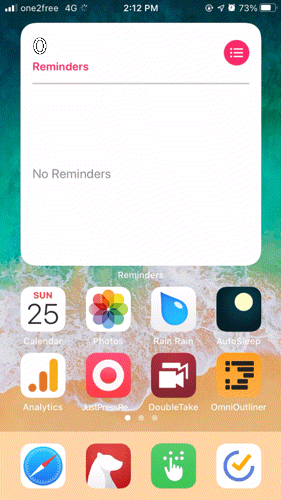 one2free 4G 2:12 PM 73%
0
Reminders
No Reminders
Reminders
SUN
25
Calendar Photos Rain Rain AutoSleep
Analytics DoubleTake OmniOutliner